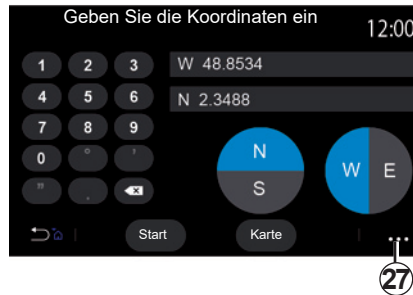 Geben Sie die Koordinaten ein
12:00
1 2 3
W 48.8534
4 5 6
N 2.3488
7 8 9
0 ° '
" .
N
S
W E
Start
Karte
...
27